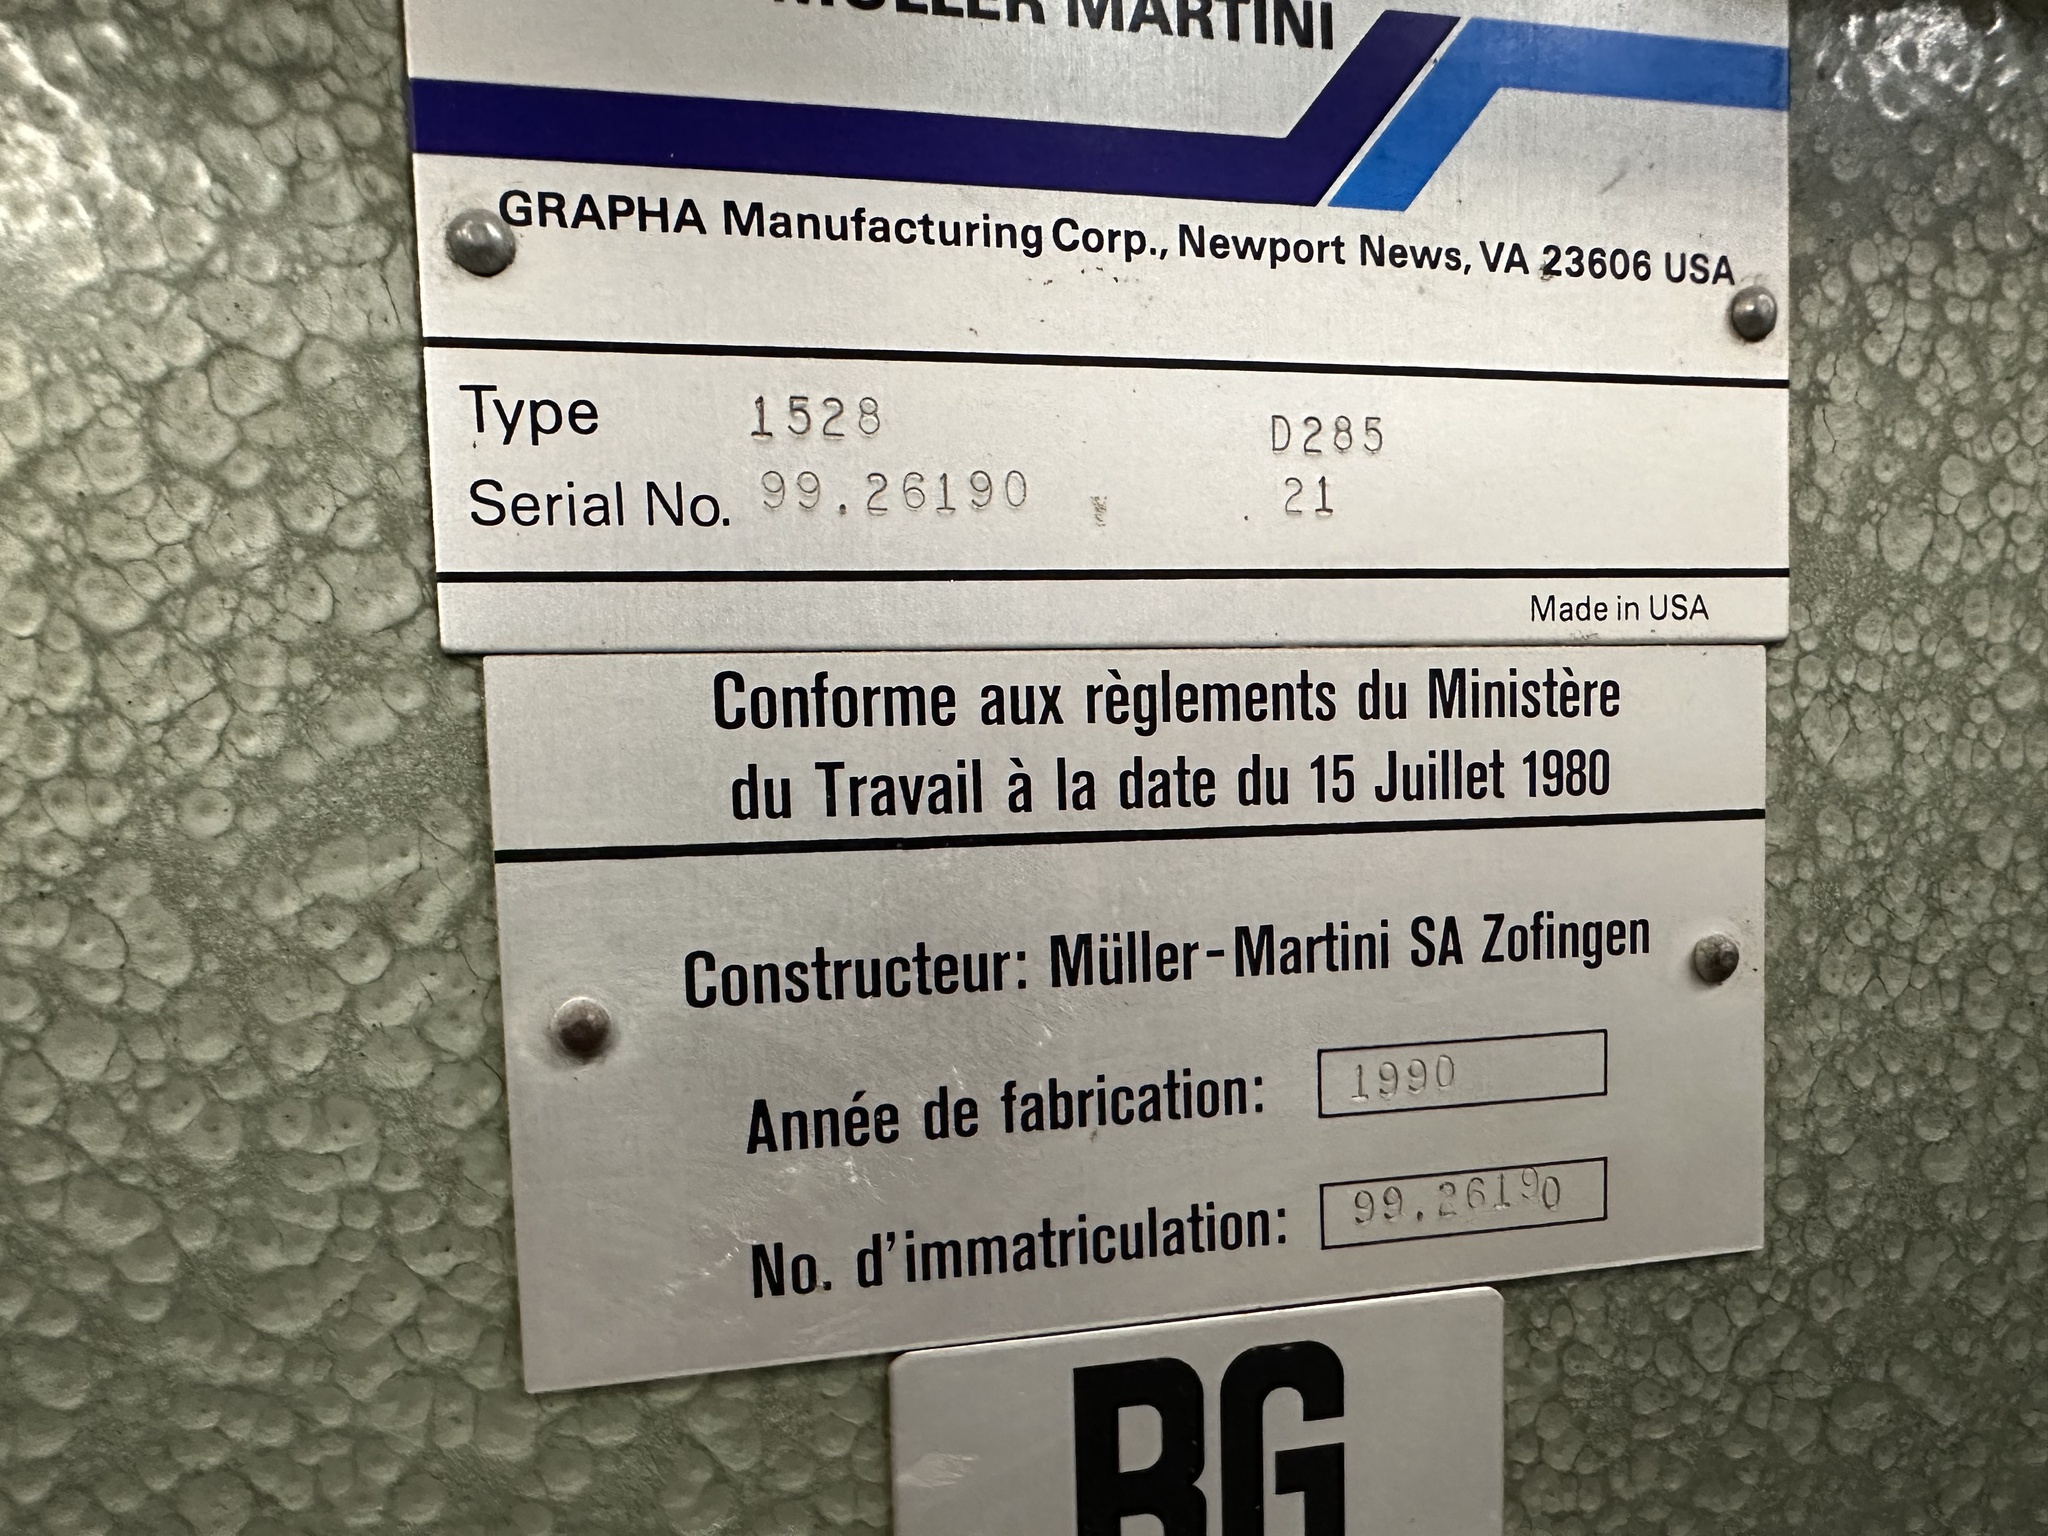 MÜLLER MARTINI
GRAPHA Manufacturing Corp., Newport News, VA 23606 USA
Type 1528 D285
Serial No. 99.26190 . 21
Made in USA
Conforme aux règlements du Ministère
du Travail à la date du 15 Juillet 1980
Constructeur: Müller-Martini SA Zofingen
Année de fabrication: 1990
No. d'immatriculation: 99.26190
BG